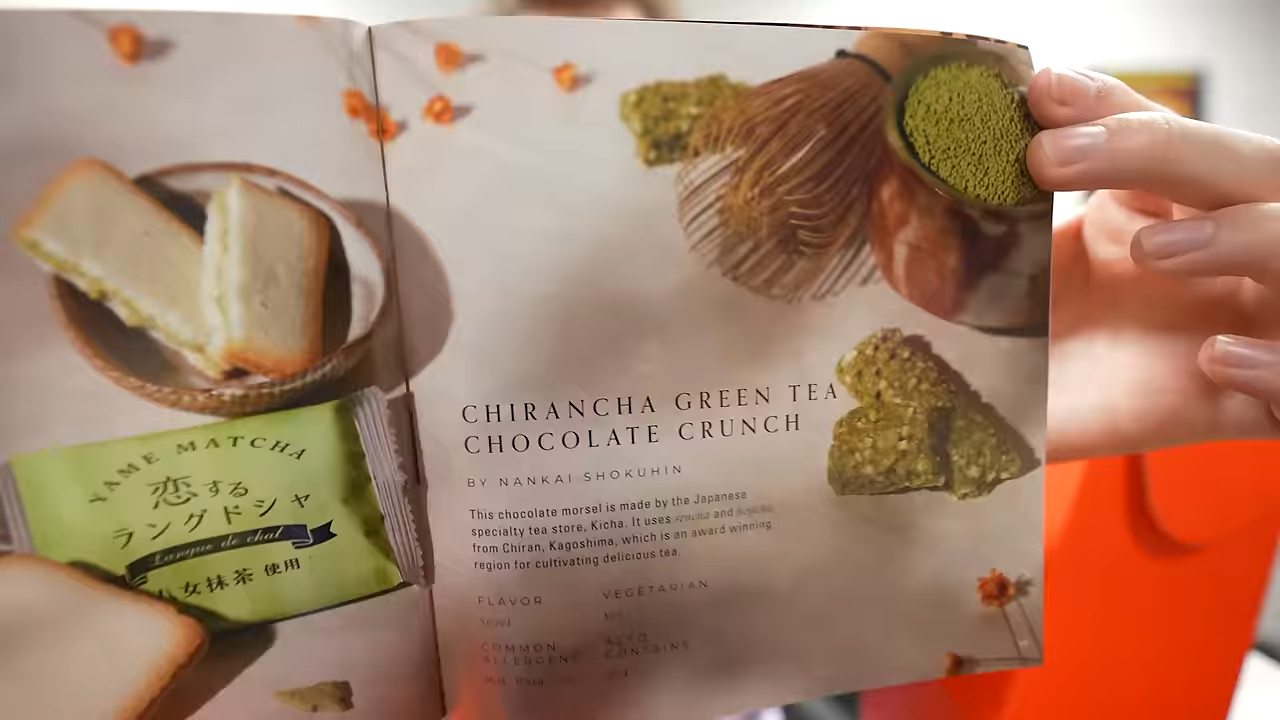 YAME MATCHA
恋する
ラングドシャ
Langue de chat
女抹茶 使用
CHIRANCHA GREEN TEA
CHOCOLATE CRUNCH
BY NANKAI SHOKUHIN
This chocolate morsel is made by the Japanese
specialty tea store, Kicha. It uses sencha and
from Chiran, Kagoshima, which is an award winning
region for cultivating delicious tea.
FLAVOR
VEGETARIAN
COMMON
ALLERGENS
ALSO
CONTAINS